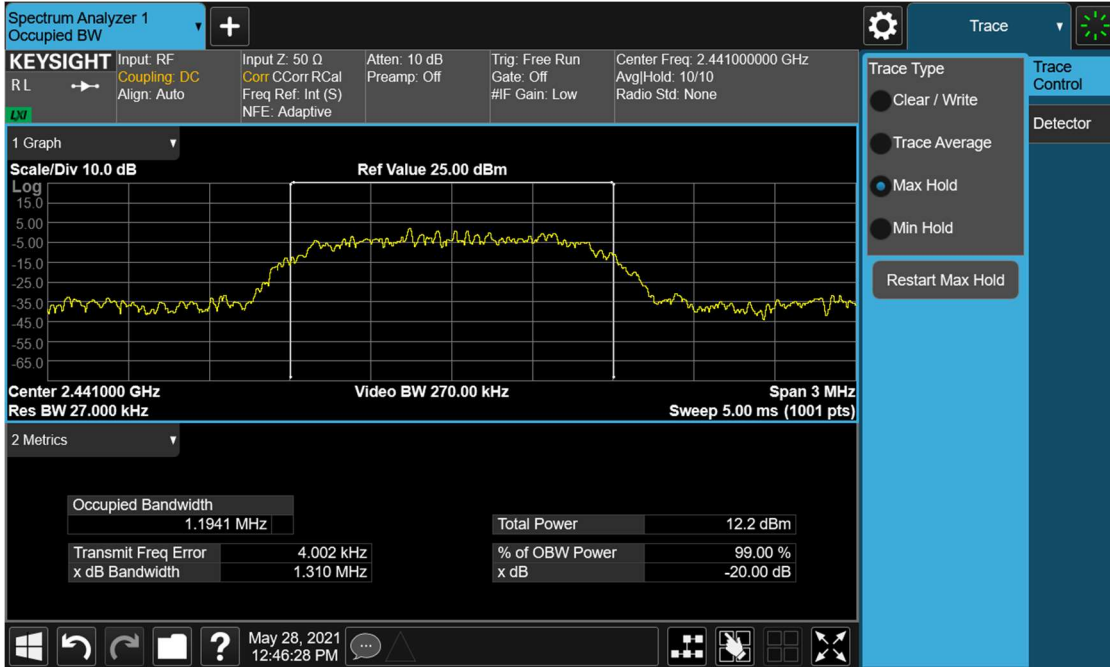 Spectrum Analyzer 1
Occupied BW
Trace
KEYSIGHT
R L
LXI
Input: RF
Coupling: DC
Align: Auto
Input Z: 50 Ω
Corr CCorr RCal
Freq Ref: Int (S)
NFE: Adaptive
Atten: 10 dB
Preamp: Off
Trig: Free Run
Gate: Off
#IF Gain: Low
Center Freq: 2.441000000 GHz
Avg|Hold: 10/10
Radio Std: None
Trace Type
Clear / Write
Trace Average
Max Hold
Min Hold
Restart Max Hold
Trace
Control
Detector
1 Graph
Scale/Div 10.0 dB
Ref Value 25.00 dBm
Log
15.0
5.00
-5.00
-15.0
-25.0
-35.0
-45.0
-55.0
-65.0
Center 2.441000 GHz
Video BW 270.00 kHz
Span 3 MHz
Res BW 27.000 kHz
Sweep 5.00 ms (1001 pts)
2 Metrics
Occupied Bandwidth
1.1941 MHz
Total Power 12.2 dBm
Transmit Freq Error 4.002 kHz
% of OBW Power 99.00 %
x dB Bandwidth 1.310 MHz
x dB -20.00 dB
?
May 28, 2021
12:46:28 PM